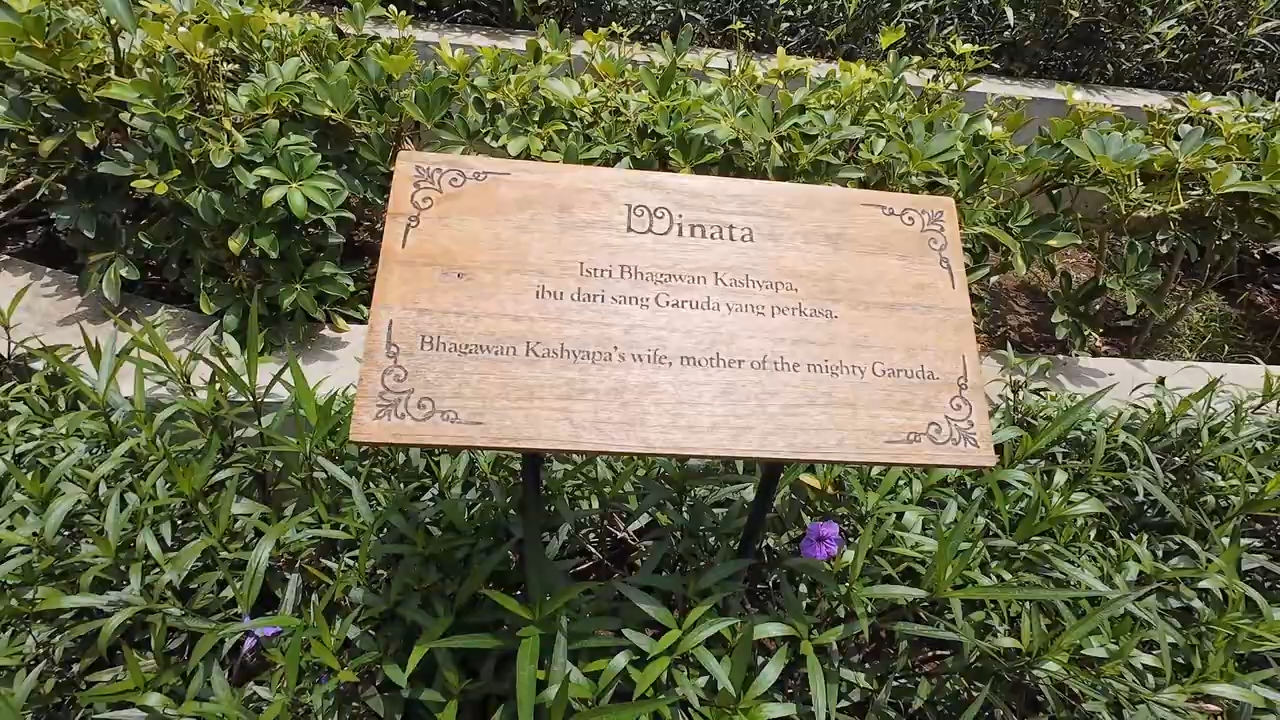 Winata
Istri Bhagawan Kashyapa,
ibu dari sang Garuda yang perkasa.
Bhagawan Kashyapa's wife, mother of the mighty Garuda.